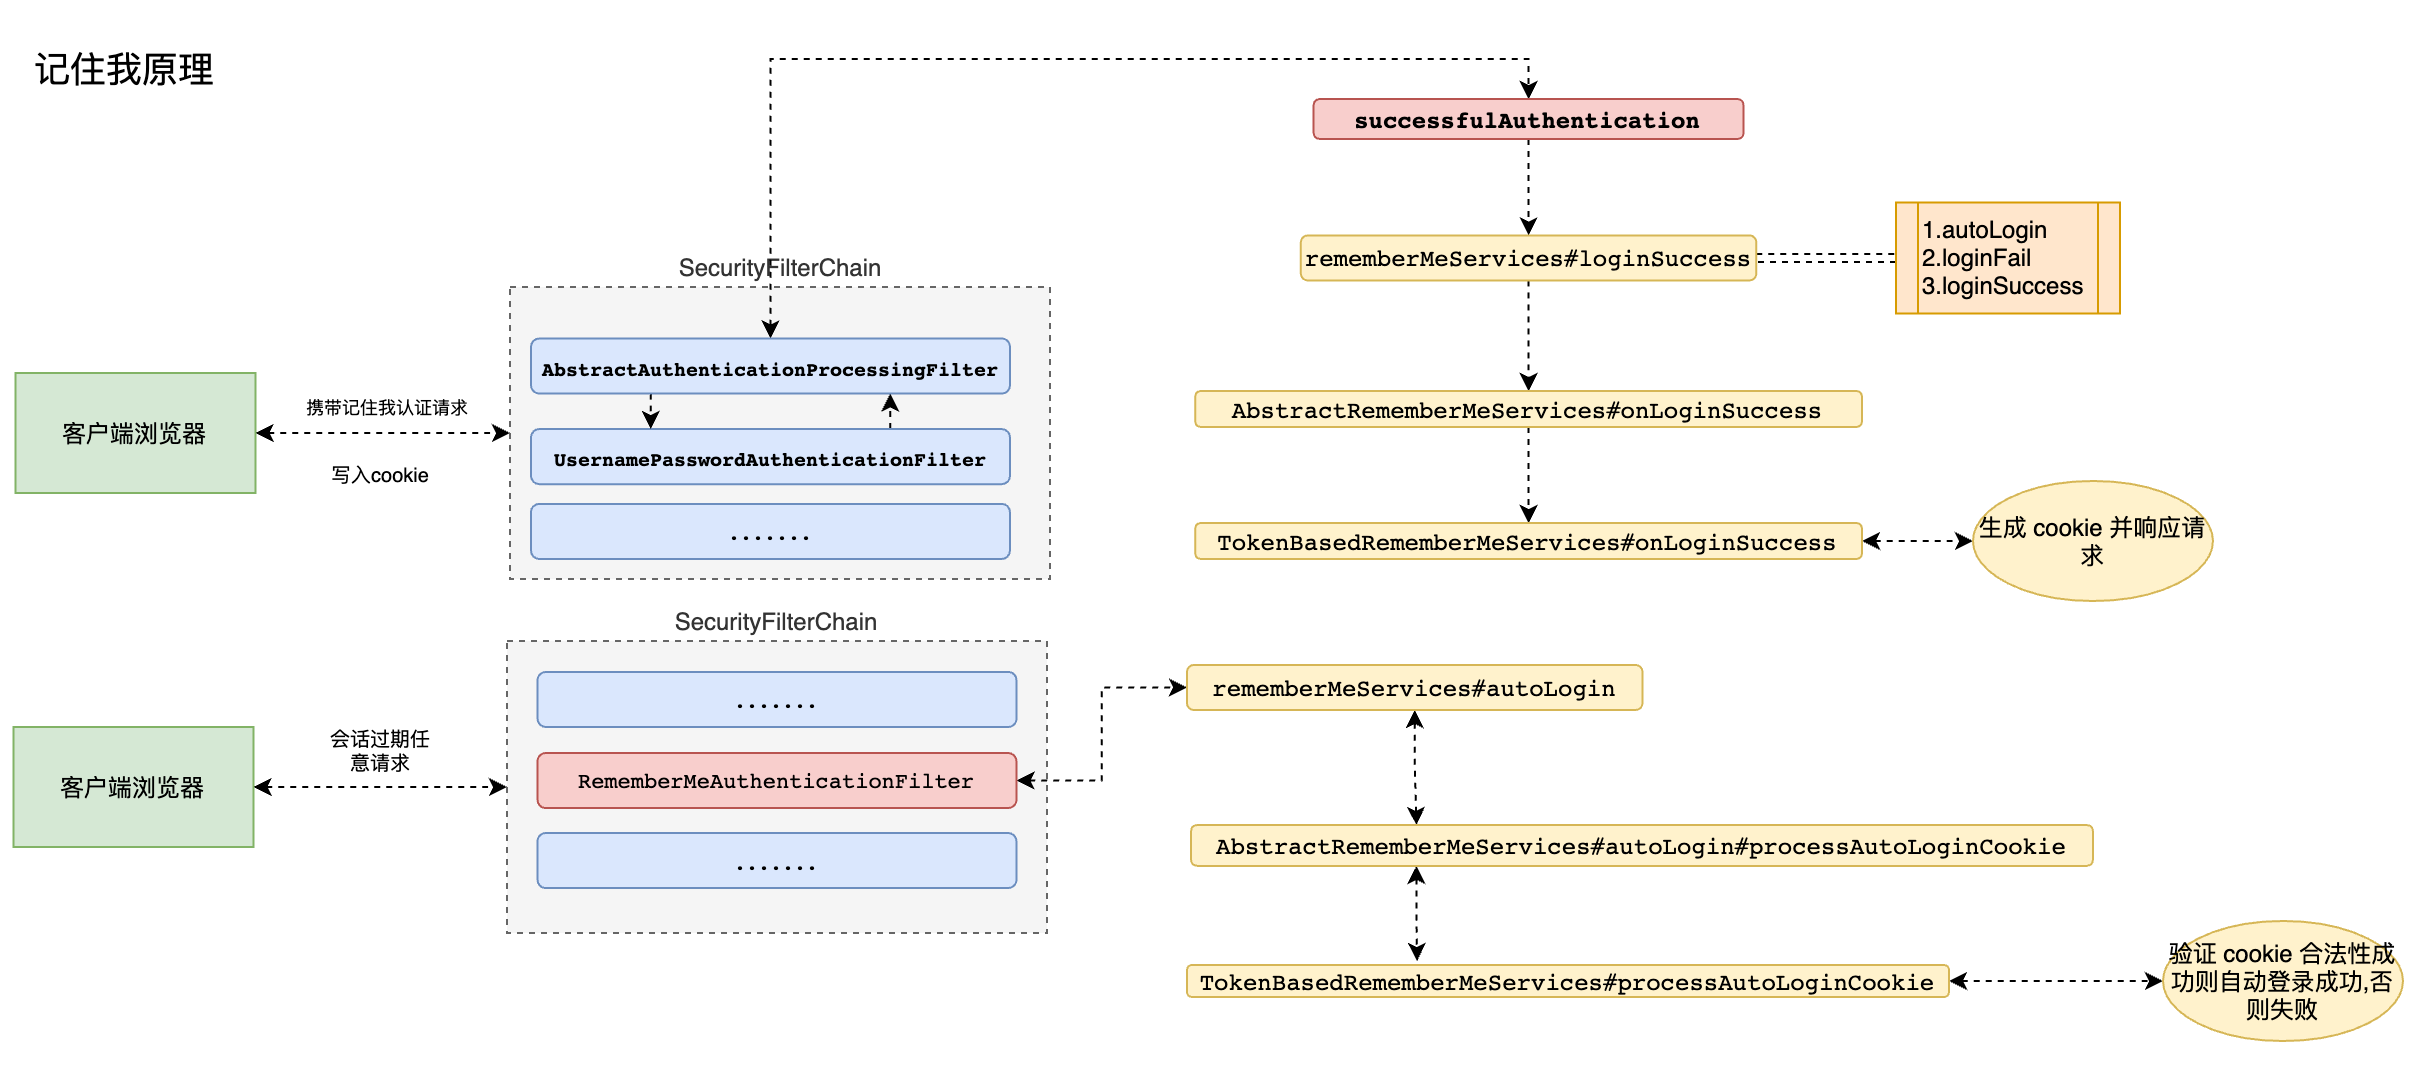 记住我原理
successfulAuthentication
rememberMeServices#loginSuccess
1.autoLogin
2.loginFail
3.loginSuccess
SecurityFilterChain
AbstractAuthenticationProcessingFilter
UsernamePasswordAuthenticationFilter
.......
客户端浏览器
携带记住我认证请求
写入cookie
AbstractRememberMeServices#onLoginSuccess
TokenBasedRememberMeServices#onLoginSuccess
生成 cookie 并响应请
求
SecurityFilterChain
.......
RememberMeAuthenticationFilter
.......
客户端浏览器
会话过期任
意请求
rememberMeServices#autoLogin
AbstractRememberMeServices#autoLogin#processAutoLoginCookie
TokenBasedRememberMeServices#processAutoLoginCookie
验证 cookie 合法性成
功则自动登录成功,否
则失败